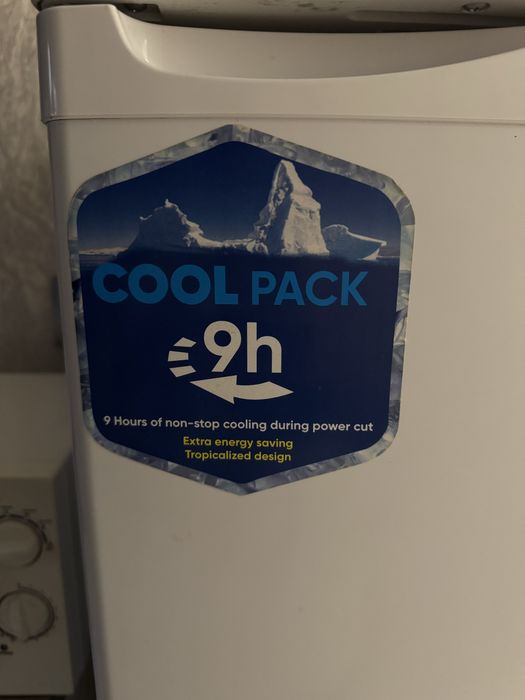 COOL PACK
9h
9 Hours of non-stop cooling during power cut
Extra energy saving
Tropicalized design